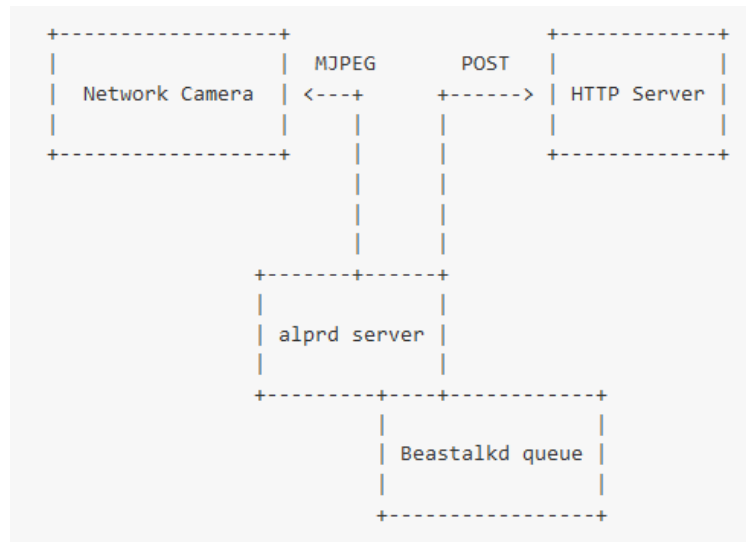 MJPEG POST
Network Camera HTTP Server
alprd server
Beastalkd queue